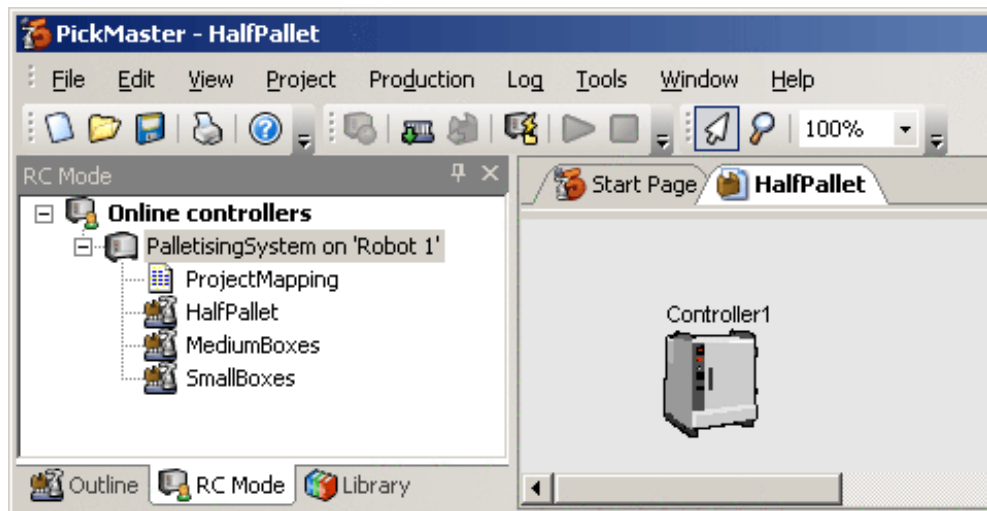 PickMaster - HalfPallet
File Edit View Project Production Log Tools Window Help
100%
RC Mode
Start Page HalfPallet
Online controllers
PalletisingSystem on 'Robot 1'
ProjectMapping
HalfPallet
MediumBoxes
SmallBoxes
Controller1
Outline RC Mode Library